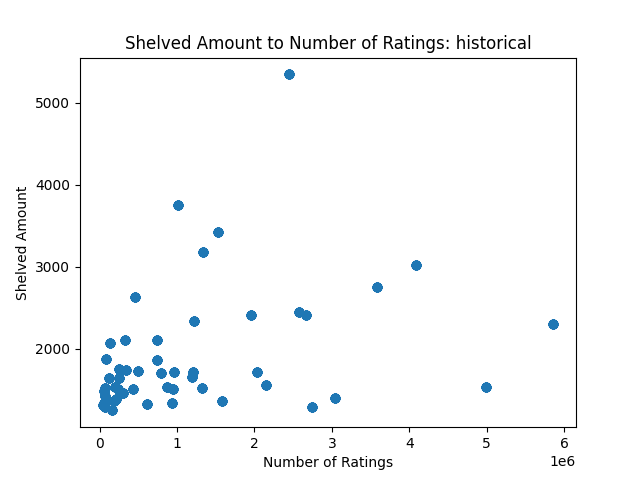 Shelved Amount to Number of Ratings: historical
5000
4000
3000
2000
Shelved Amount
0 1 2 3 4 5 6
1e6
Number of Ratings